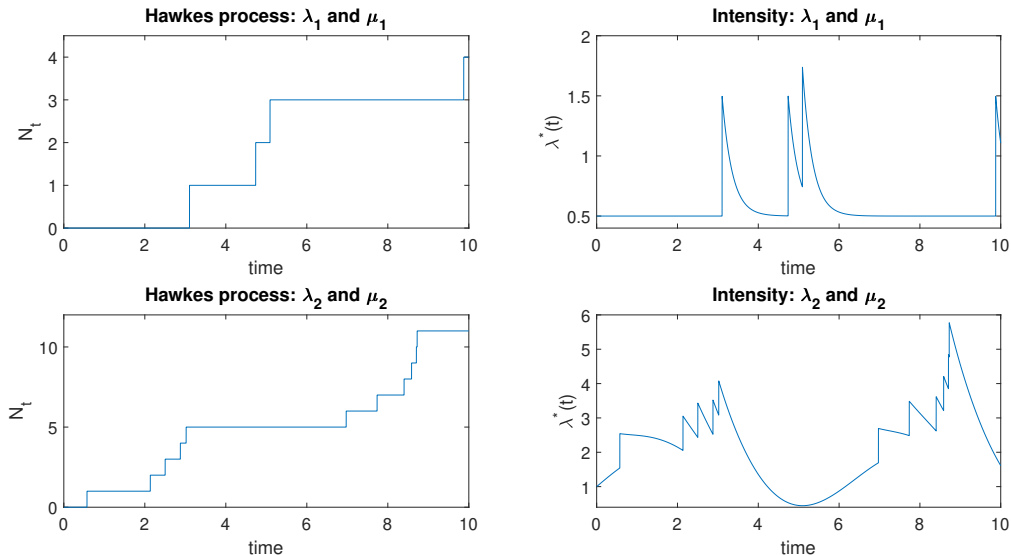 Hawkes process: λ₁ and μ₁
4
3
2
1
0
N_t
0 2 4 6 8 10
time
Intensity: λ₁ and μ₁
2
1.5
1
0.5
λ*(t)
0 2 4 6 8 10
time
Hawkes process: λ₂ and μ₂
10
5
0
N_t
0 2 4 6 8 10
time
Intensity: λ₂ and μ₂
6
5
4
3
2
1
λ*(t)
0 2 4 6 8 10
time